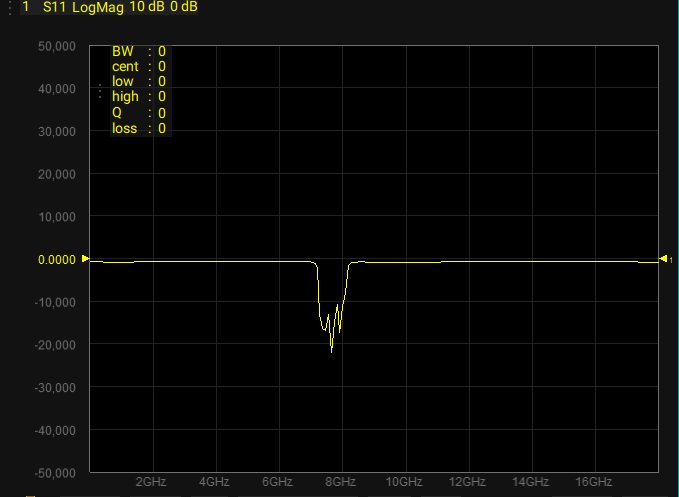 1 S11 LogMag 10 dB 0 dB
50,000
BW : 0
cent : 0
low : 0
40,000
high : 0
Q : 0
loss : 0
30,000
20,000
10,000
0.0000
1
-10,000
-20,000
-30,000
-40,000
-50,000
2GHz 4GHz 6GHz 8GHz 10GHz 12GHz 14GHz 16GHz